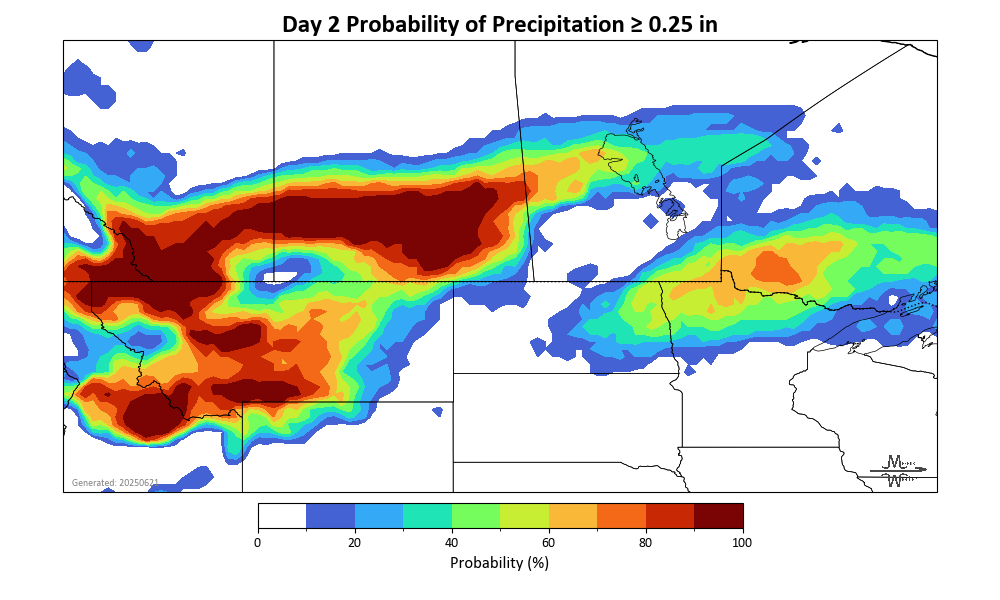 Day 2 Probability of Precipitation ≥ 0.25 in
Generated: 20250621
0 20 40 60 80 100
Probability (%)